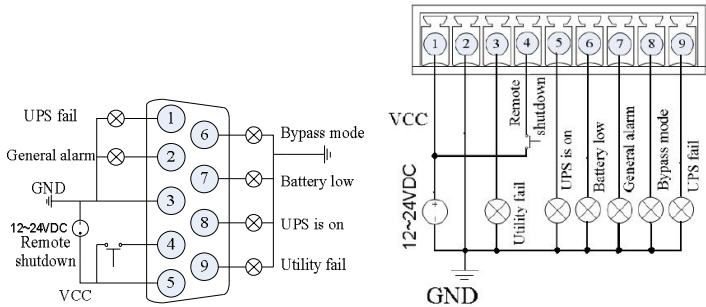 UPS fail
General alarm
GND
12~24VDC
Remote
shutdown
VCC
1
2
3
4
5
6
7
8
9
Bypass mode
Battery low
UPS is on
Utility fail
1 2 3 4 5 6 7 8 9
VCC
12~24VDC
Utility fail
Remote
shutdown
UPS is on
Battery low
General alarm
Bypass mode
UPS fail
GND